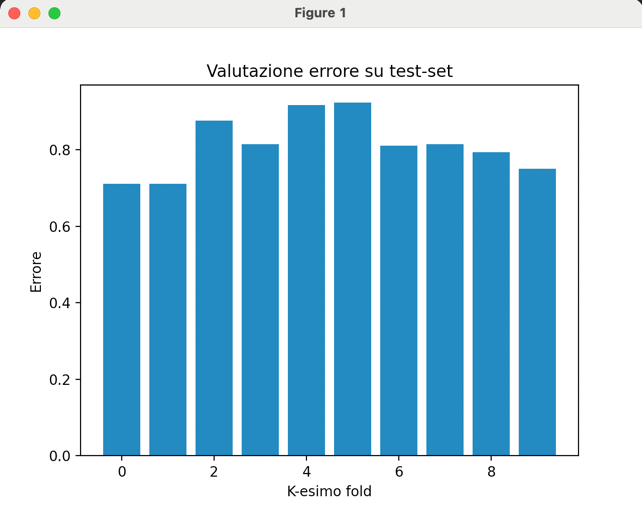 Figure 1
Valutazione errore su test-set
0.8
0.6
0.4
0.2
0.0
Errore
0 2 4 6 8
K-esimo fold